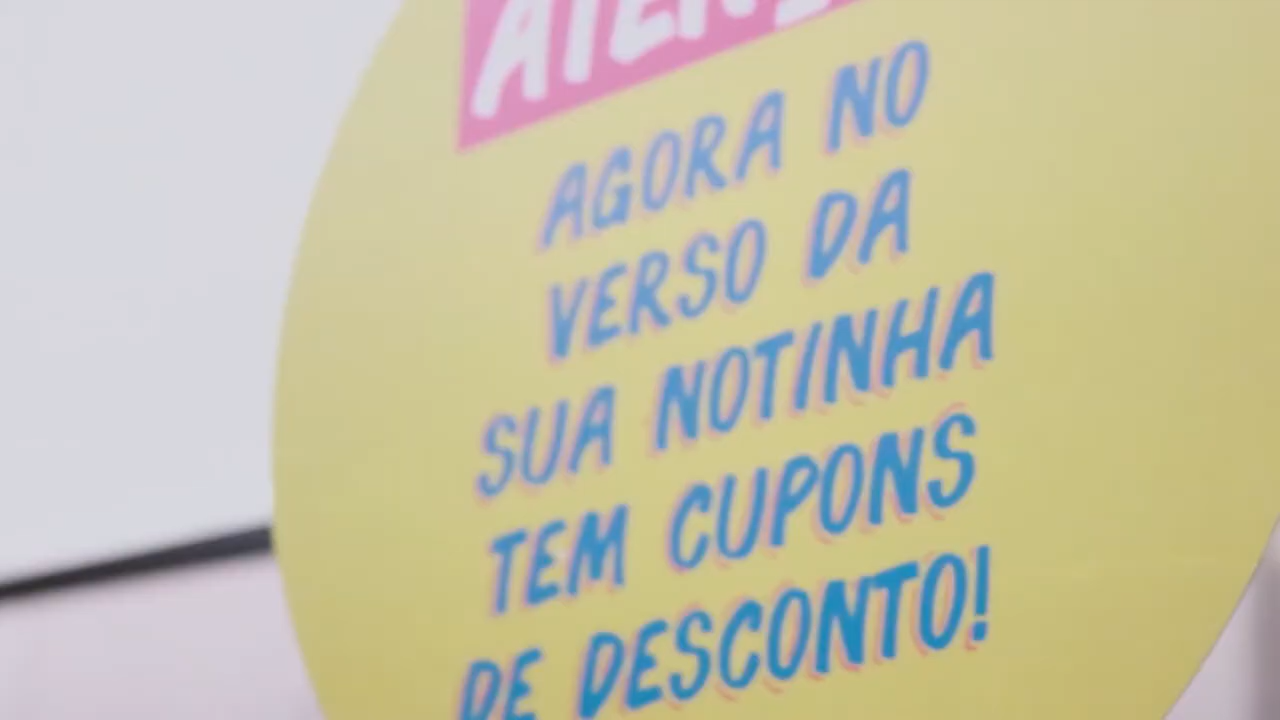 AGORA NO
VERSO DA
SUA NOTINHA
TEM CUPONS
DE DESCONTO!